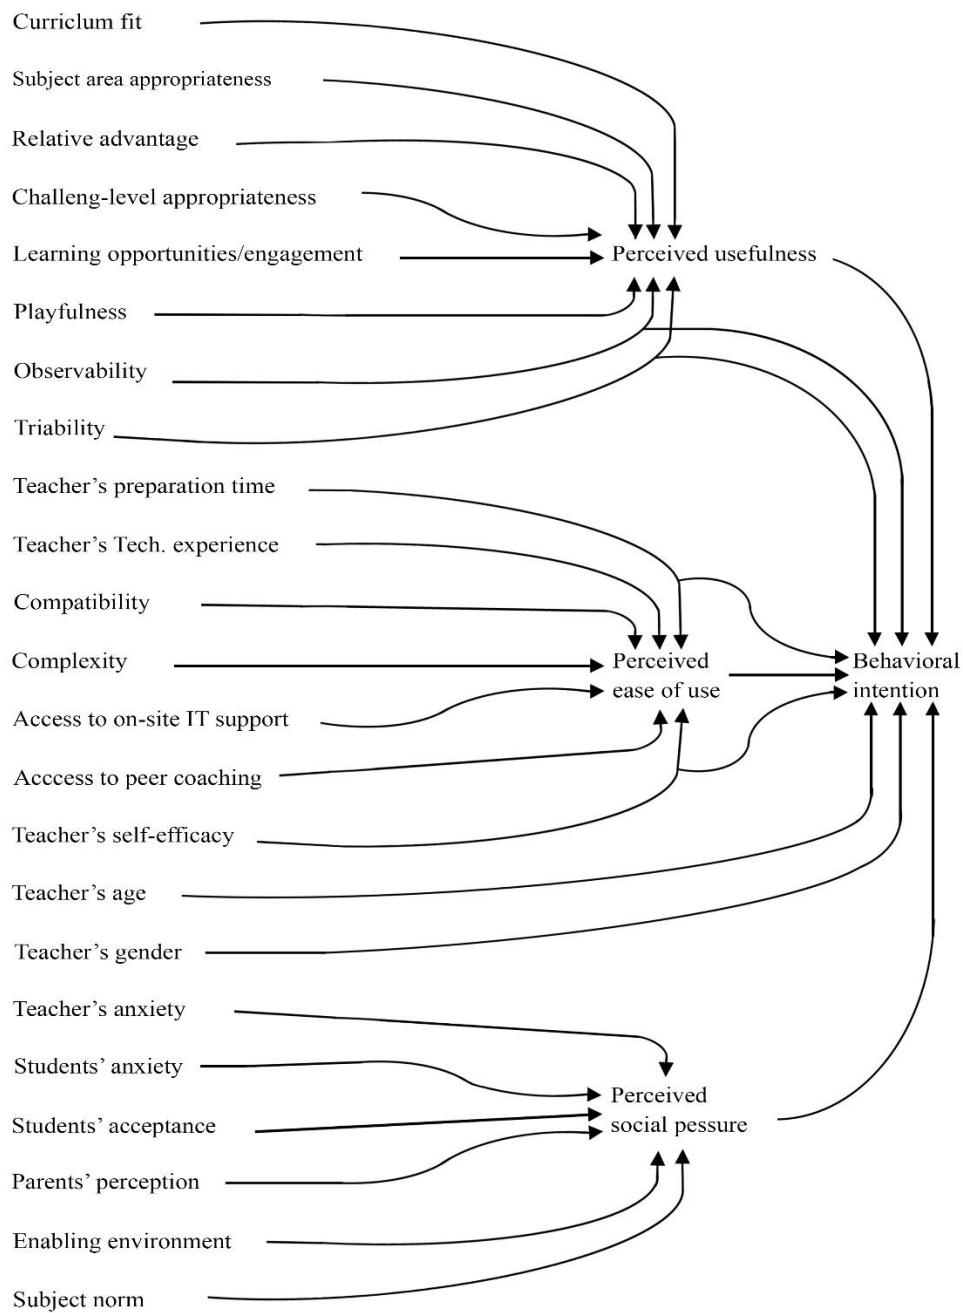 Curriclum fit
Subject area appropriateness
Relative advantage
Challeng-level appropriateness
Learning opportunities/engagement
Perceived usefulness
Playfulness
Observability
Triability
Teacher’s preparation time
Teacher’s Tech. experience
Compatibility
Complexity
Perceived
ease of use
Behavioral
intention
Access to on-site IT support
Acccess to peer coaching
Teacher’s self-efficacy
Teacher’s age
Teacher’s gender
Teacher’s anxiety
Students’ anxiety
Perceived
social pessure
Students’ acceptance
Parents’ perception
Enabling environment
Subject norm